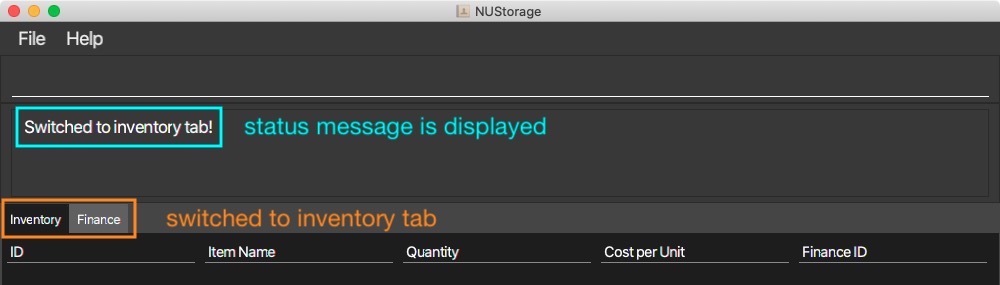 NUStorage
File Help
Switched to inventory tab! status message is displayed
Inventory Finance switched to inventory tab
ID Item Name Quantity Cost per Unit Finance ID